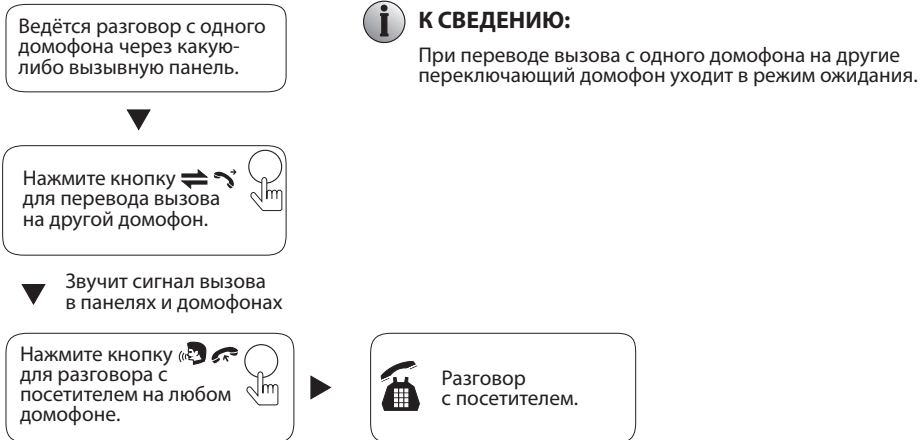 Ведётся разговор с одного
домофона через какую-
либо вызывную панель.
К СВЕДЕНИЮ:
При переводе вызова с одного домофона на другие
переключающий домофон уходит в режим ожидания.
Нажмите кнопку
для перевода вызова
на другой домофон.
Звучит сигнал вызова
в панелях и домофонах
Нажмите кнопку
для разговора с
посетителем на любом
домофоне.
Разговор
с посетителем.